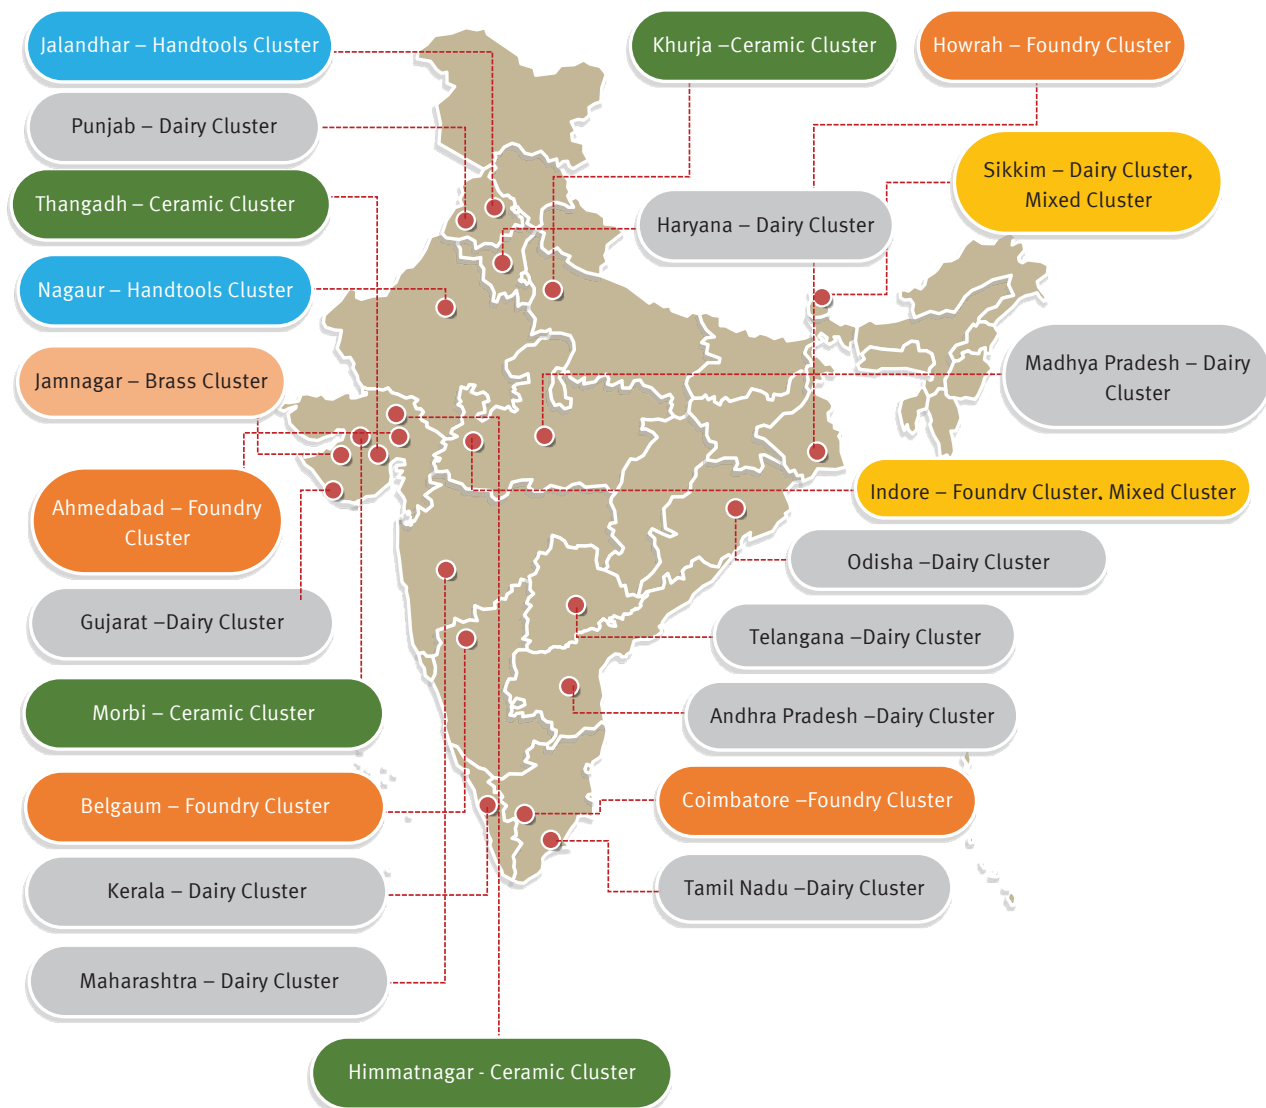 Jalandhar – Handtools Cluster
Khurja –Ceramic Cluster
Howrah – Foundry Cluster
Punjab – Dairy Cluster
Sikkim – Dairy Cluster,
Mixed Cluster
Thangadh – Ceramic Cluster
Haryana – Dairy Cluster
Nagaur – Handtools Cluster
Madhya Pradesh – Dairy
Cluster
Jamnagar – Brass Cluster
Indore – Foundry Cluster, Mixed Cluster
Ahmedabad – Foundry
Cluster
Odisha –Dairy Cluster
Gujarat –Dairy Cluster
Telangana –Dairy Cluster
Morbi – Ceramic Cluster
Andhra Pradesh –Dairy Cluster
Belgaum – Foundry Cluster
Coimbatore –Foundry Cluster
Kerala – Dairy Cluster
Tamil Nadu –Dairy Cluster
Maharashtra – Dairy Cluster
Himmatnagar - Ceramic Cluster